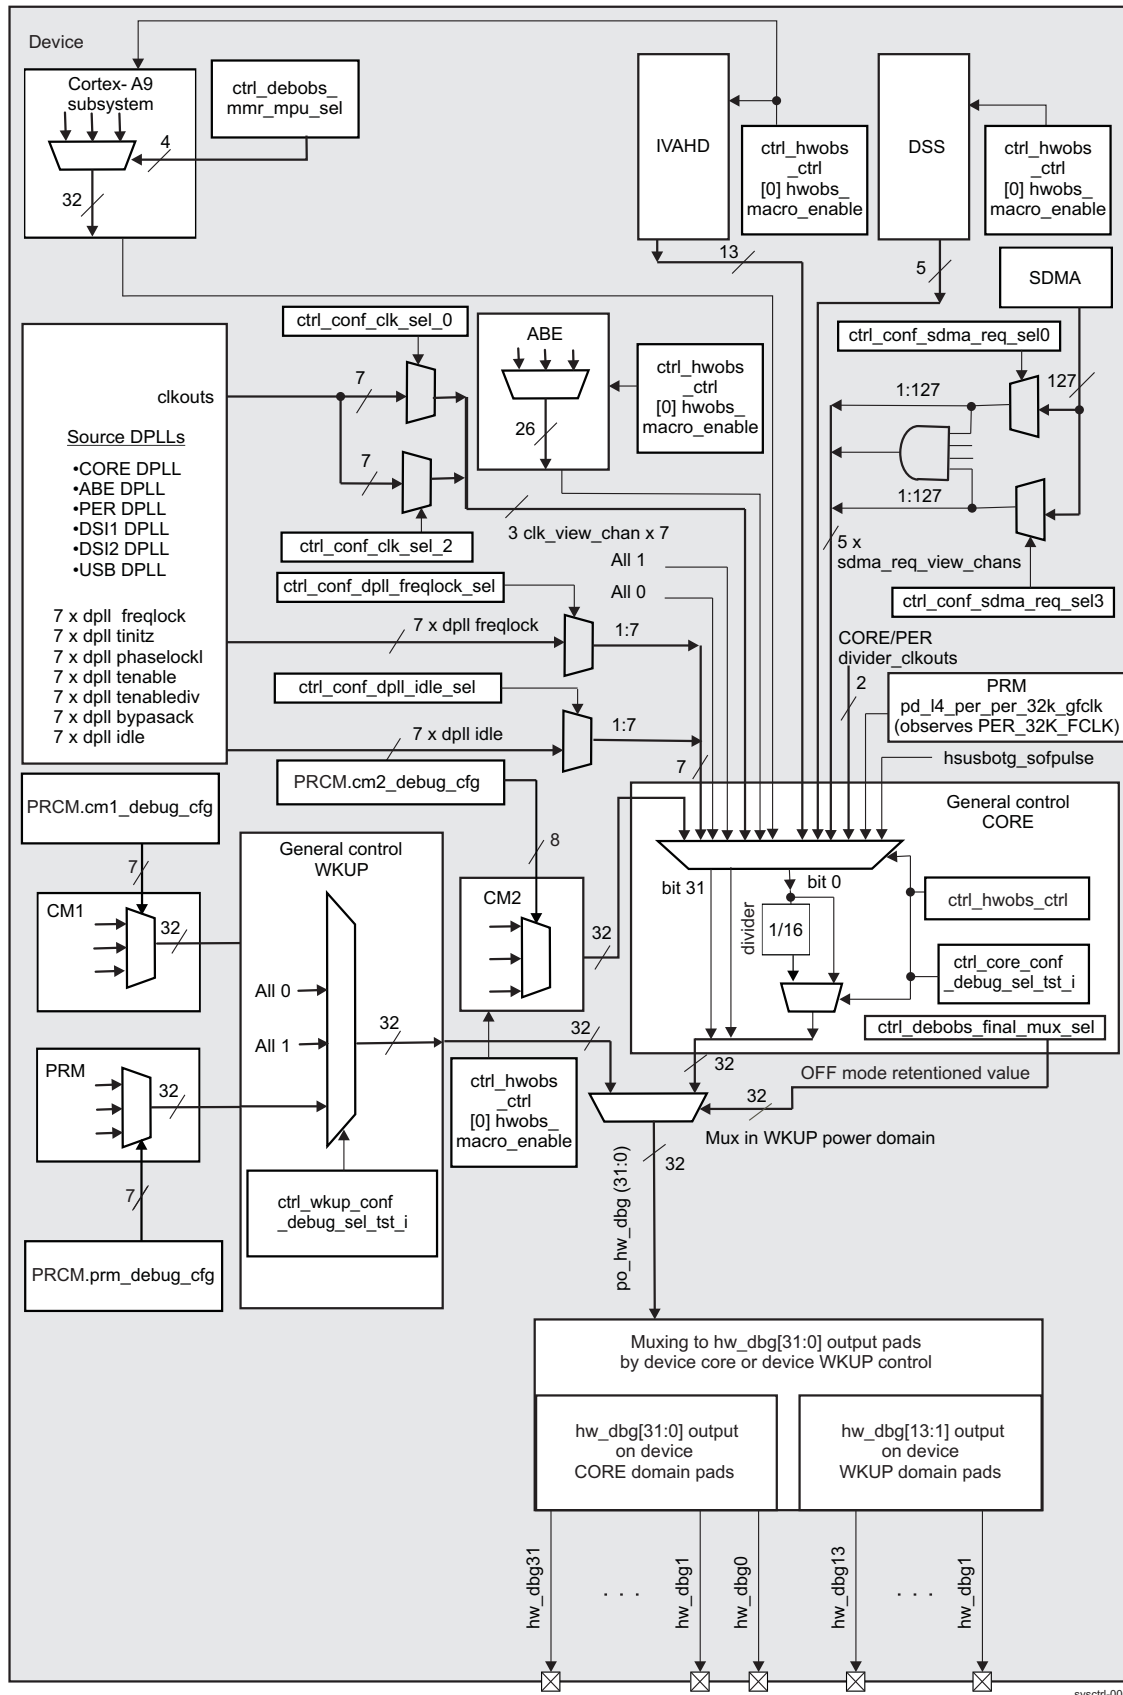 Device
Cortex- A9
subsystem
4
32
ctrl_debobs_
mmr_mpu_sel
IVAHD
ctrl_hwobs
_ctrl
[0] hwobs_
macro_enable
DSS
ctrl_hwobs
_ctrl
[0] hwobs_
macro_enable
13
5
SDMA
ctrl_conf_clk_sel_0
ABE
26
ctrl_hwobs
_ctrl
[0] hwobs_
macro_enable
ctrl_conf_sdma_req_sel0
1:127
127
1:127
clkouts
7
7
Source DPLLs
•CORE DPLL
•ABE DPLL
•PER DPLL
•DSI1 DPLL
•DSI2 DPLL
•USB DPLL
7 x dpll freqlock
7 x dpll tinitz
7 x dpll phaselockl
7 x dpll tenable
7 x dpll tenablediv
7 x dpll bypasack
7 x dpll idle
3 clk_view_chan x 7
ctrl_conf_clk_sel_2
All 1
All 0
5 x
sdma_req_view_chans
ctrl_conf_sdma_req_sel3
ctrl_conf_dpll_freqlock_sel
7 x dpll freqlock
1:7
CORE/PER
divider_clkouts
2
ctrl_conf_dpll_idle_sel
7 x dpll idle
1:7
7
PRM
pd_l4_per_per_32k_gfclk
(observes PER_32K_FCLK)
hsusbotg_sofpulse
PRCM.cm1_debug_cfg
PRCM.cm2_debug_cfg
7
8
General control
WKUP
General control
CORE
CM1
32
CM2
32
bit 31
bit 0
divider
1/16
ctrl_hwobs_ctrl
ctrl_core_conf
_debug_sel_tst_i
ctrl_debobs_final_mux_sel
All 0
All 1
32
32
PRM
32
ctrl_hwobs
_ctrl
[0] hwobs_
macro_enable
32
OFF mode retentioned value
32
Mux in WKUP power domain
32
7
ctrl_wkup_conf
_debug_sel_tst_i
PRCM.prm_debug_cfg
po_hw_dbg (31:0)
Muxing to hw_dbg[31:0] output pads
by device core or device WKUP control
hw_dbg[31:0] output
on device
CORE domain pads
hw_dbg[13:1] output
on device
WKUP domain pads
hw_dbg31
. . .
hw_dbg1
hw_dbg0
hw_dbg13
. . .
hw_dbg1